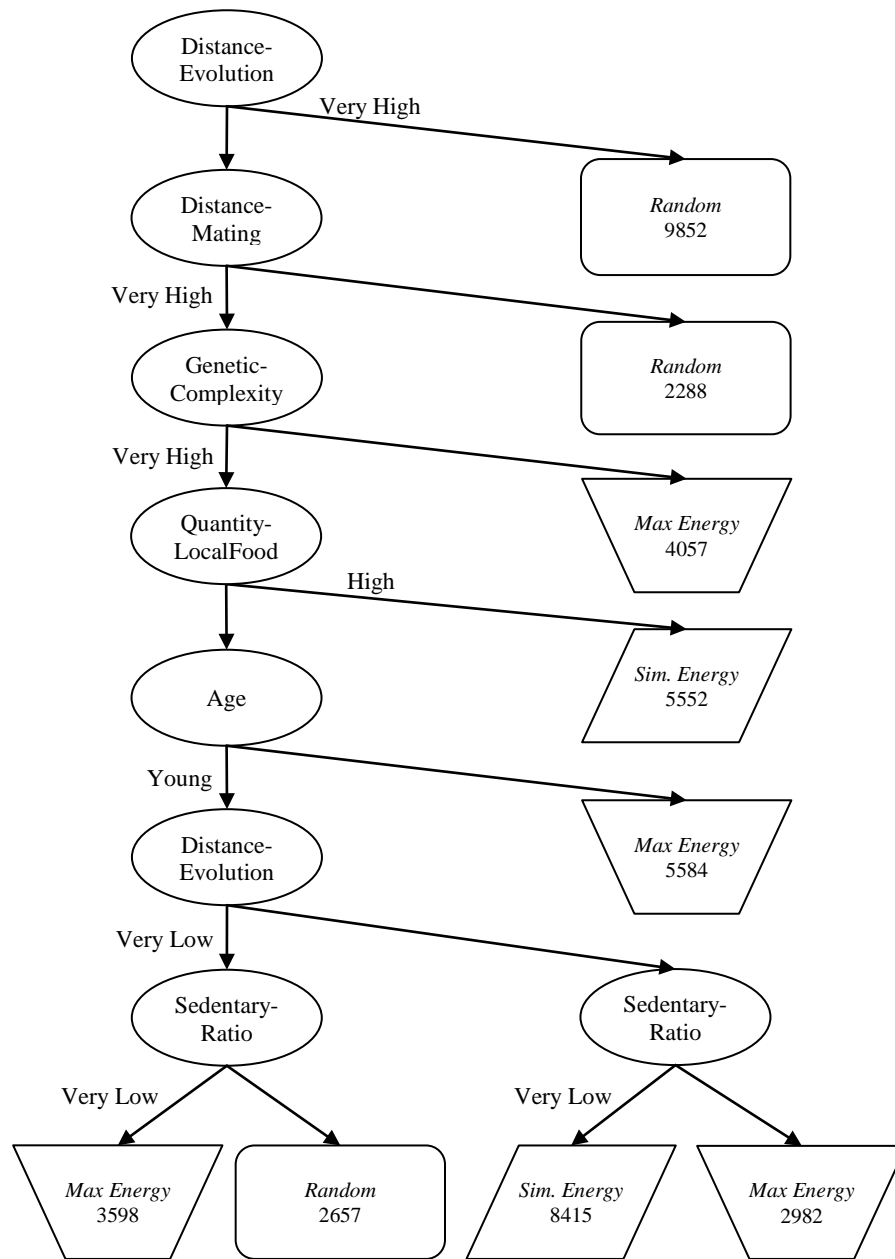 Distance-
Evolution
Very High
Random
9852
Distance-
Mating
Very High
Random
2288
Genetic-
Complexity
Very High
Max Energy
4057
Quantity-
LocalFood
High
Sim. Energy
5552
Age
Young
Max Energy
5584
Distance-
Evolution
Very Low
Sedentary-
Ratio
Sedentary-
Ratio
Very Low
Very Low
Max Energy
3598
Random
2657
Sim. Energy
8415
Max Energy
2982